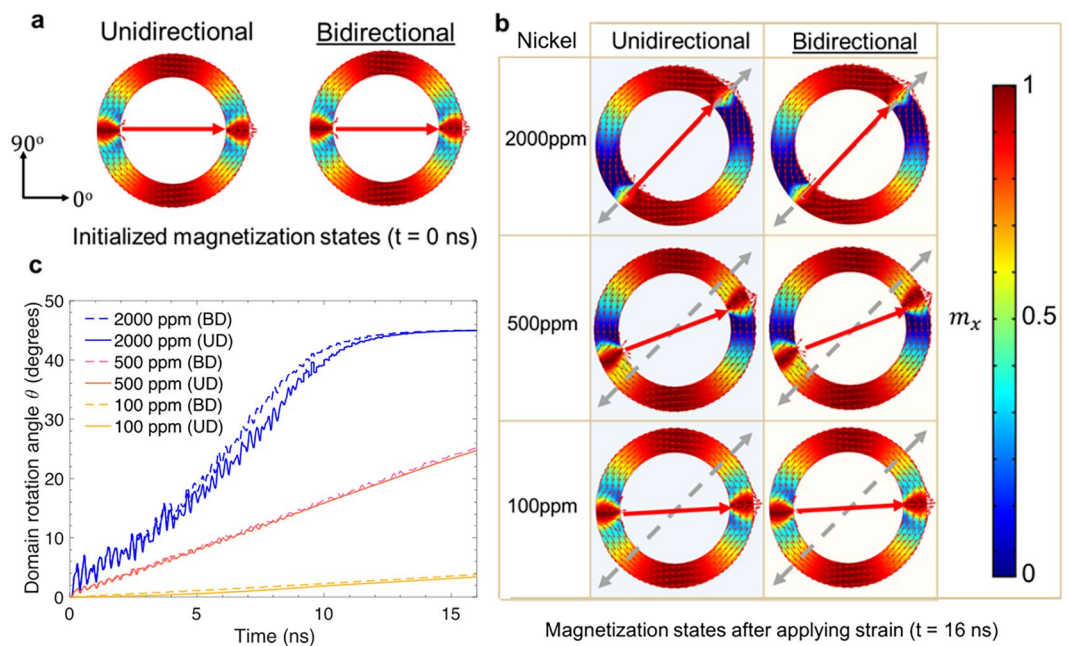 a
Unidirectional
Bidirectional
90º
0º
Initialized magnetization states (t = 0 ns)
b
Nickel
Unidirectional
Bidirectional
2000ppm
500ppm
100ppm
1
0.5
0
mₓ
Magnetization states after applying strain (t = 16 ns)
c
Domain rotation angle θ (degrees)
50
40
30
20
10
0
2000 ppm (BD)
2000 ppm (UD)
500 ppm (BD)
500 ppm (UD)
100 ppm (BD)
100 ppm (UD)
0
5
10
15
Time (ns)